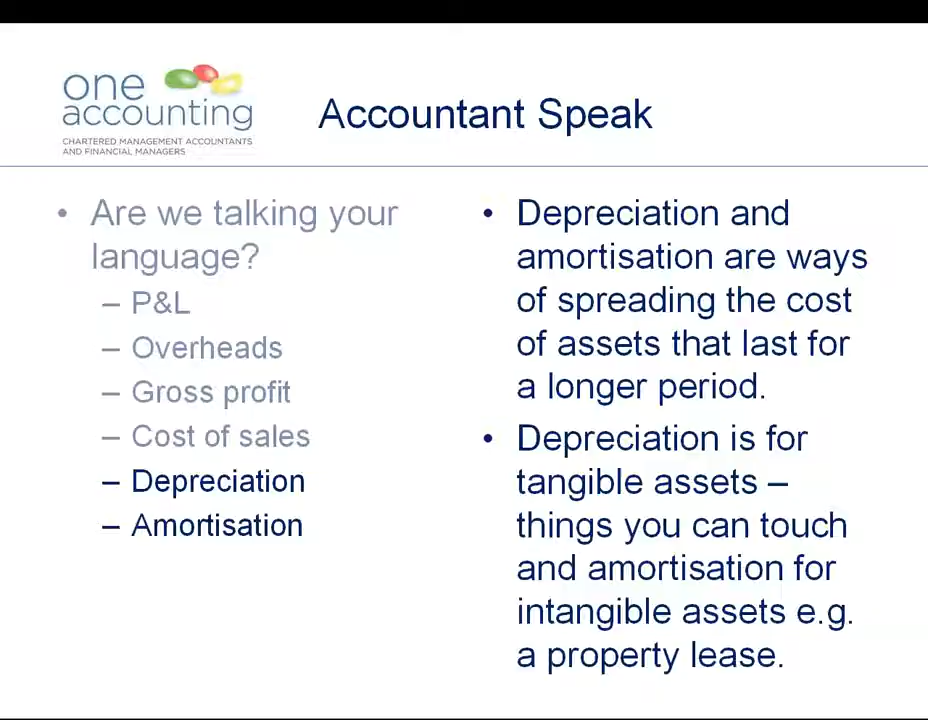 one
accounting
CHARTERED MANAGEMENT ACCOUNTANTS
AND FINANCIAL MANAGERS
Accountant Speak
• Are we talking your
language?
– P&L
– Overheads
– Gross profit
– Cost of sales
– Depreciation
– Amortisation
• Depreciation and
amortisation are ways
of spreading the cost
of assets that last for
a longer period.
• Depreciation is for
tangible assets –
things you can touch
and amortisation for
intangible assets e.g.
a property lease.